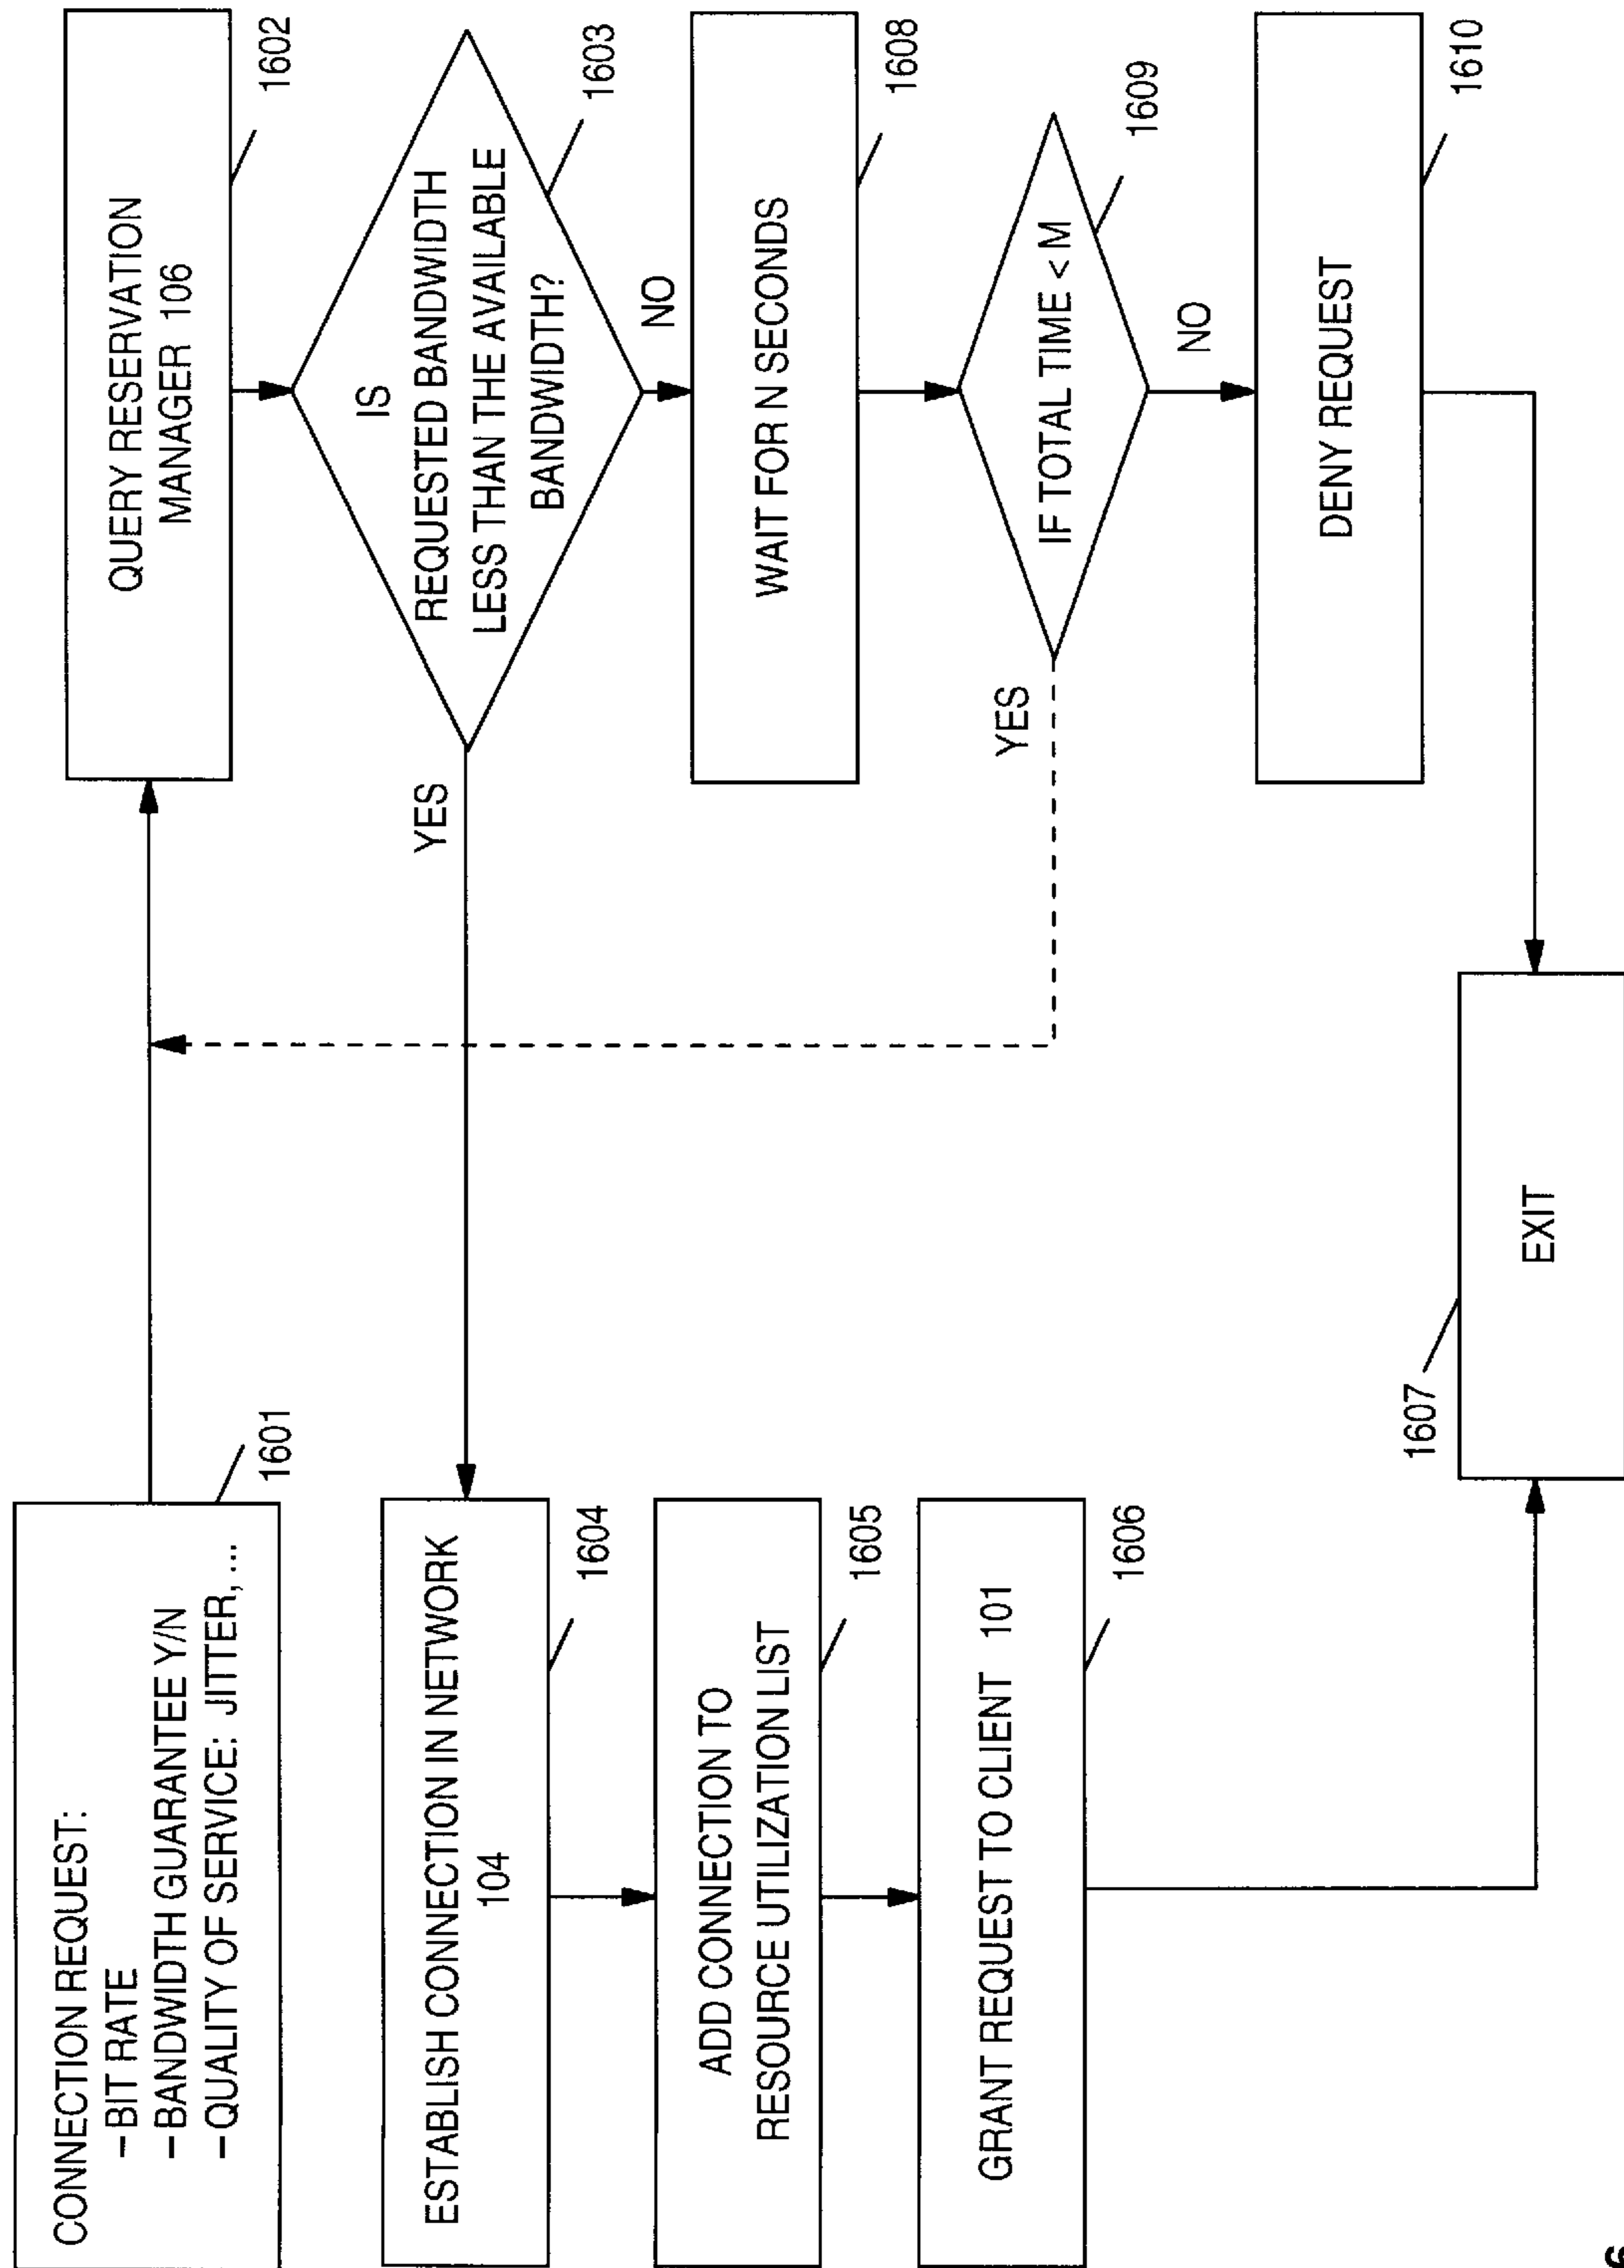 CONNECTION REQUEST:
–BIT RATE
–BANDWIDTH GUARANTEE Y/N
–QUALITY OF SERVICE: JITTER, ...
1601
QUERY RESERVATION
MANAGER 106
1602
IS
REQUESTED BANDWIDTH
LESS THAN THE AVAILABLE
BANDWIDTH?
1603
YES
NO
ESTABLISH CONNECTION IN NETWORK
104
1604
ADD CONNECTION TO
RESOURCE UTILIZATION LIST
1605
GRANT REQUEST TO CLIENT 101
1606
WAIT FOR N SECONDS
1608
IF TOTAL TIME < M
1609
YES
NO
DENY REQUEST
1610
EXIT
1607